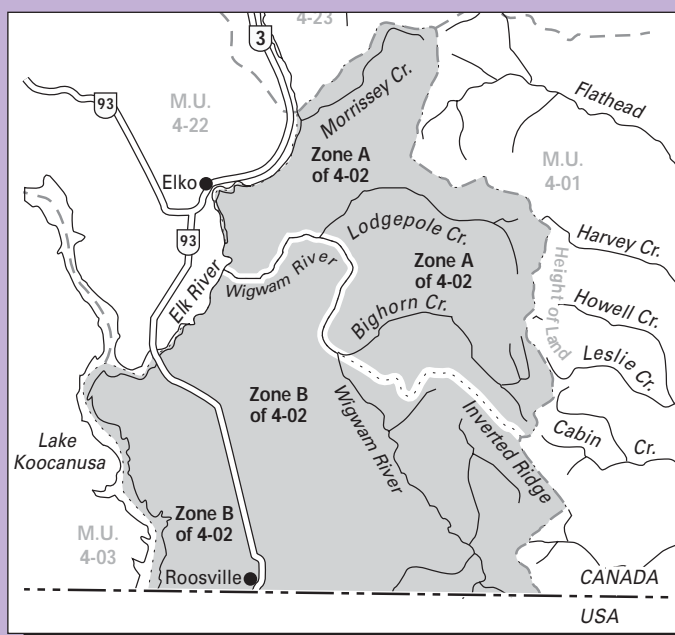 4-23
3
93
M.U.
4-22
Morrissey Cr.
Flathead
Zone A
of 4-02
M.U.
4-01
Elko
93
Lodgepole Cr.
Harvey Cr.
Zone A
of 4-02
Elk River
Wigwam River
Height of Land
Howell Cr.
Bighorn Cr.
Leslie Cr.
Zone B
of 4-02
Wigwam River
Inverted Ridge
Cabin Cr.
Lake
Koocanusa
Zone B
of 4-02
M.U.
4-03
Roosville
CANADA
USA